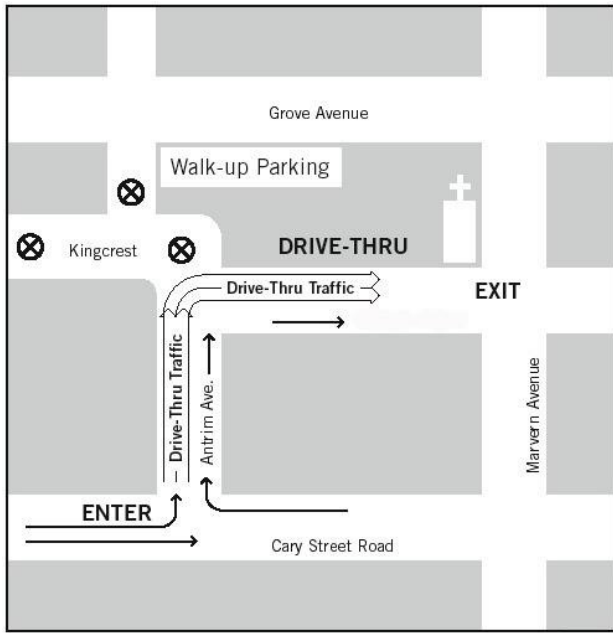 Grove Avenue
Walk-up Parking
Kingcrest
DRIVE-THRU
Drive-Thru Traffic
EXIT
Drive-Thru Traffic
Antrim Ave.
Marvern Avenue
ENTER
Cary Street Road